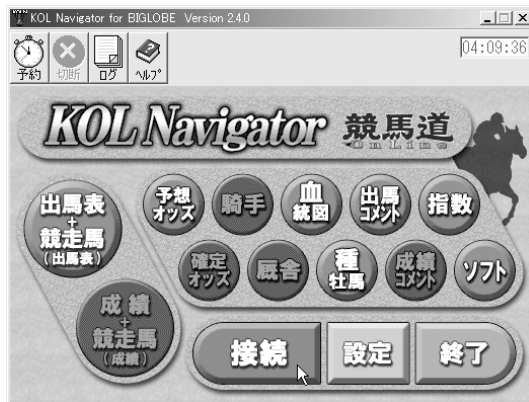 KOL Navigator for BIGLOBE Version 2.4.0
予約
切断
ログ
ヘルプ
04:09:36
KOL Navigator 競馬道
OnLine
出馬表
+
競走馬
(出馬表)
予想
オッズ
騎手
血
統図
出馬
コメント
指数
確定
オッズ
厩舎
種
牡馬
成績
コメント
ソフト
成績
+
競走馬
(成績)
接続
設定
終了